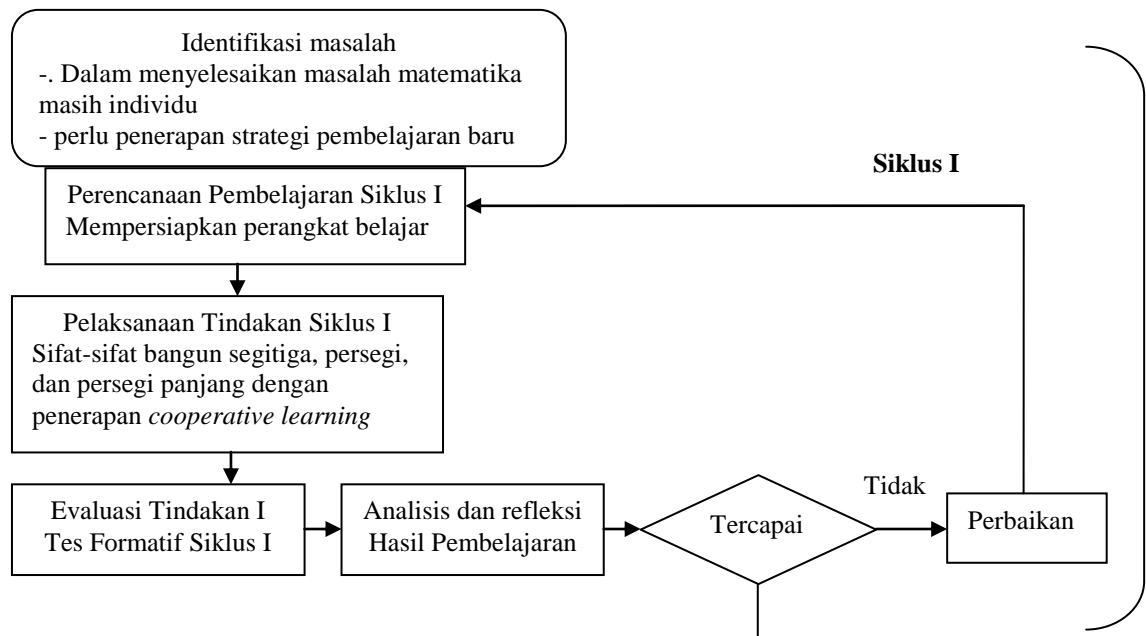 Identifikasi masalah
-. Dalam menyelesaikan masalah matematika
masih individu
- perlu penerapan strategi pembelajaran baru
Siklus I
Perencanaan Pembelajaran Siklus I
Mempersiapkan perangkat belajar
Pelaksanaan Tindakan Siklus I
Sifat-sifat bangun segitiga, persegi,
dan persegi panjang dengan
penerapan cooperative learning
Evaluasi Tindakan I
Tes Formatif Siklus I
Analisis dan refleksi
Hasil Pembelajaran
Tercapai
Tidak
Perbaikan